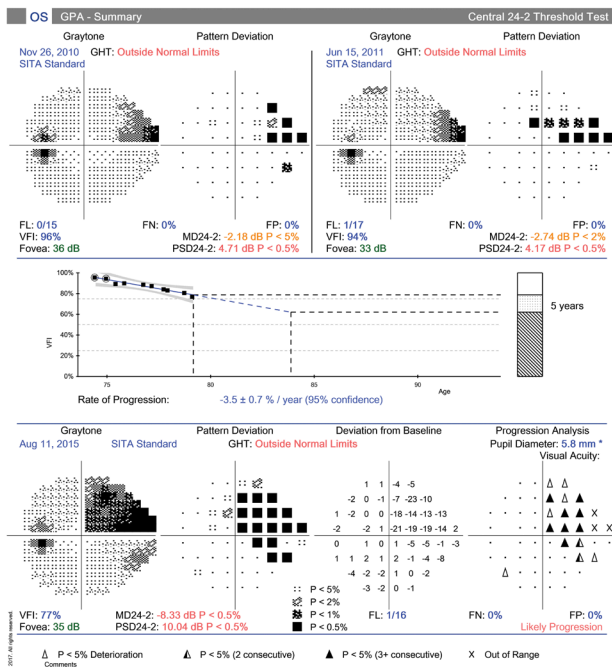 OS GPA - Summary Central 24-2 Threshold Test
Graytone Pattern Deviation Graytone Pattern Deviation
Nov 26, 2010 GHT: Outside Normal Limits Jun 15, 2011 GHT: Outside Normal Limits
SITA Standard SITA Standard
FL: 0/15 FN: 0% FP: 0% FL: 1/17 FN: 0% FP: 0%
VFI: 96% MD24-2: -2.18 dB P < 5% VFI: 94% MD24-2: -2.74 dB P < 2%
Fovea: 36 dB PSD24-2: 4.71 dB P < 0.5% Fovea: 33 dB PSD24-2: 4.17 dB P < 0.5%
100%
80%
60%
40%
20%
0%
VFI
75 80 85 90
Age
5 years
Rate of Progression: -3.5 ± 0.7 % / year (95% confidence)
Graytone Pattern Deviation Deviation from Baseline Progression Analysis
Aug 11, 2015 SITA Standard GHT: Outside Normal Limits Pupil Diameter: 5.8 mm *
Visual Acuity:
1 1 -4 -5
-2 0 -1 -7 -23 -10
-2 1 0 0 -18 -14 -13 -13 X
-2 -2 1 -21 -19 -19 -14 2 X X
0 1 0 1 -5 -5 -1 -3
1 1 2 1 2 -1 -4 -8
-4 -2 -2 1 0 -2
-3 -2 0 1
P < 5%
P < 2%
P < 1%
P < 0.5%
VFI: 77% MD24-2: -8.33 dB P < 0.5% FL: 1/16 FN: 0% FP: 0%
Fovea: 35 dB PSD24-2: 10.04 dB P < 0.5% Likely Progression
P < 5% Deterioration P < 5% (2 consecutive) P < 5% (3+ consecutive) X Out of Range
Comments
2017. All rights reserved.